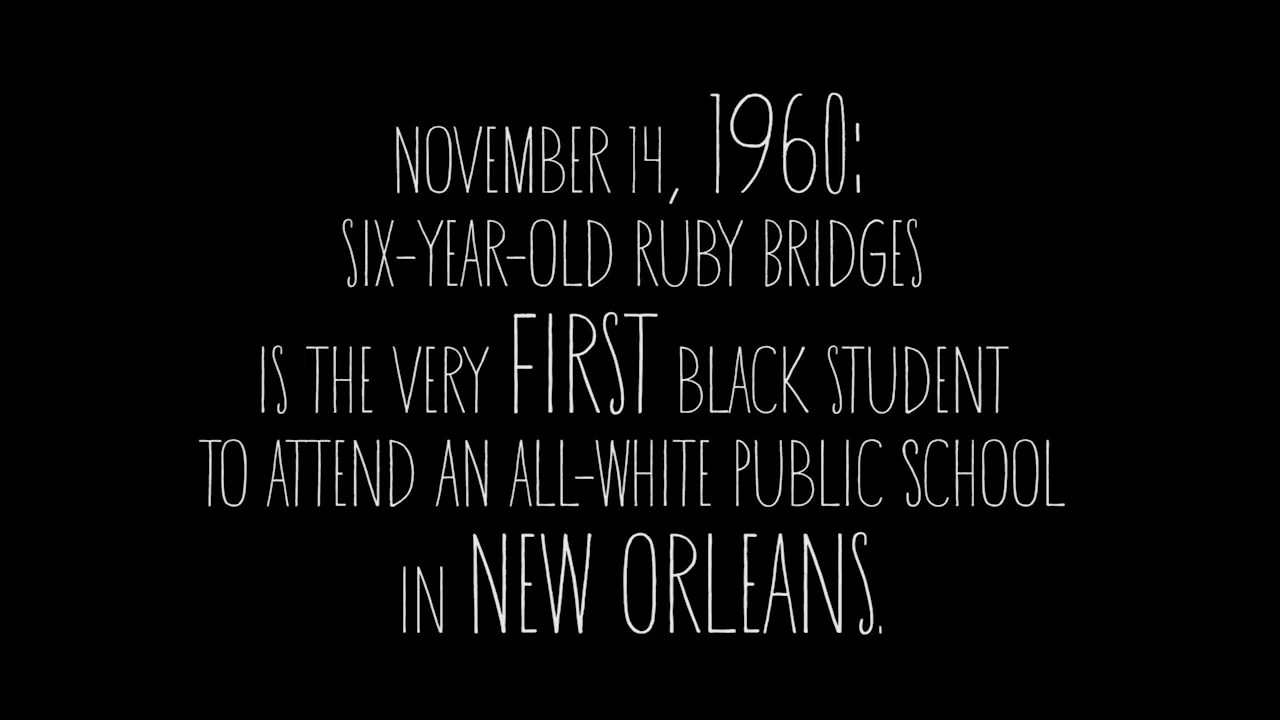 NOVEMBER 14, 1960:
SIX-YEAR-OLD RUBY BRIDGES
IS THE VERY FIRST BLACK STUDENT
TO ATTEND AN ALL-WHITE PUBLIC SCHOOL
IN NEW ORLEANS.